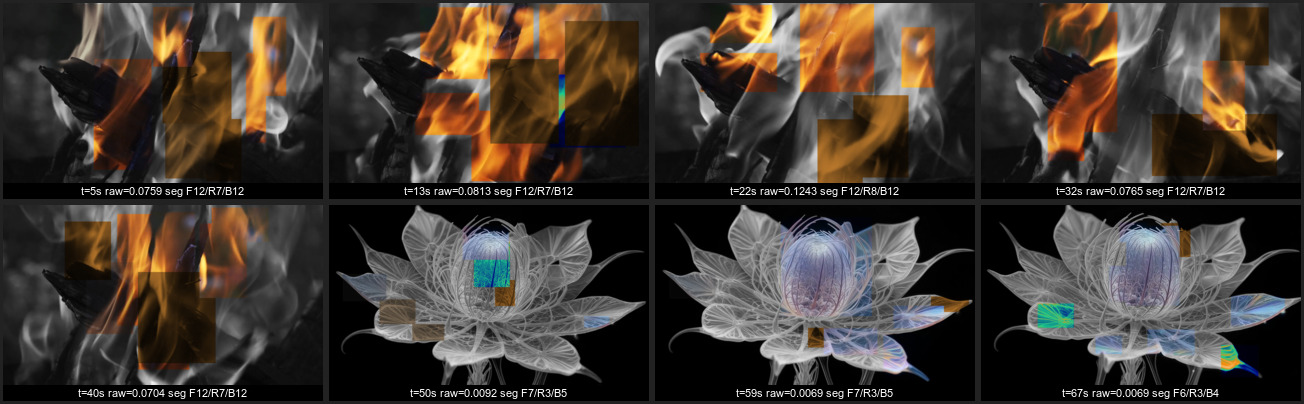 t=5s raw=0.0759 seg F12/R7/B12
t=13s raw=0.0813 seg F12/R7/B12
t=22s raw=0.1243 seg F12/R8/B12
t=32s raw=0.0765 seg F12/R7/B12
t=40s raw=0.0704 seg F12/R7/B12
t=50s raw=0.0092 seg F7/R3/B5
t=59s raw=0.0069 seg F7/R3/B5
t=67s raw=0.0069 seg F6/R3/B4